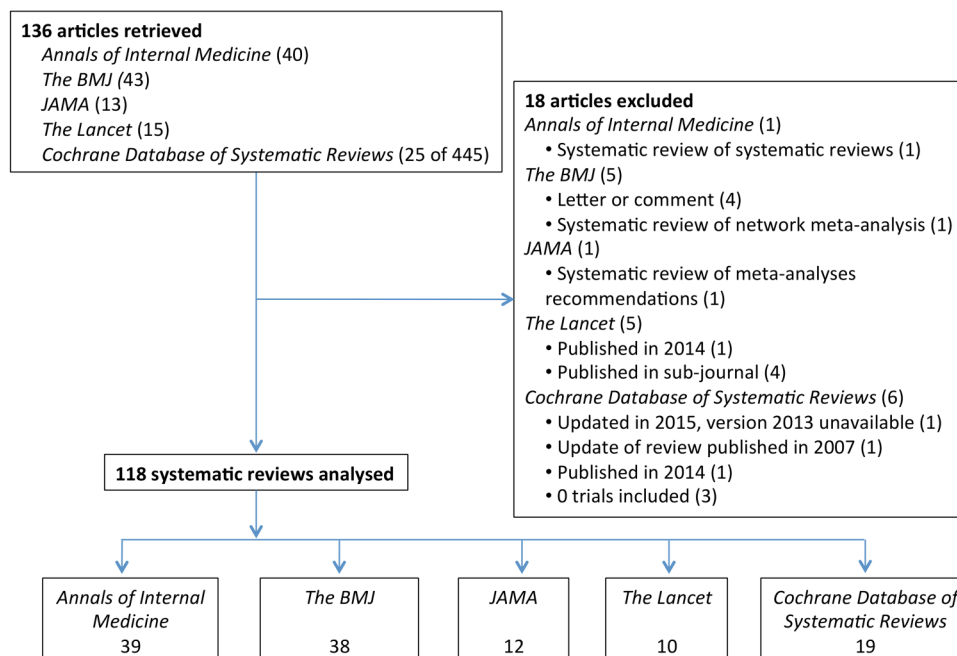 136 articles retrieved
Annals of Internal Medicine (40)
The BMJ (43)
JAMA (13)
The Lancet (15)
Cochrane Database of Systematic Reviews (25 of 445)
18 articles excluded
Annals of Internal Medicine (1)
• Systematic review of systematic reviews (1)
The BMJ (5)
• Letter or comment (4)
• Systematic review of network meta-analysis (1)
JAMA (1)
• Systematic review of meta-analyses
recommendations (1)
The Lancet (5)
• Published in 2014 (1)
• Published in sub-journal (4)
Cochrane Database of Systematic Reviews (6)
• Updated in 2015, version 2013 unavailable (1)
• Update of review published in 2007 (1)
• Published in 2014 (1)
• 0 trials included (3)
118 systematic reviews analysed
Annals of Internal
Medicine
39
The BMJ
38
JAMA
12
The Lancet
10
Cochrane Database of
Systematic Reviews
19